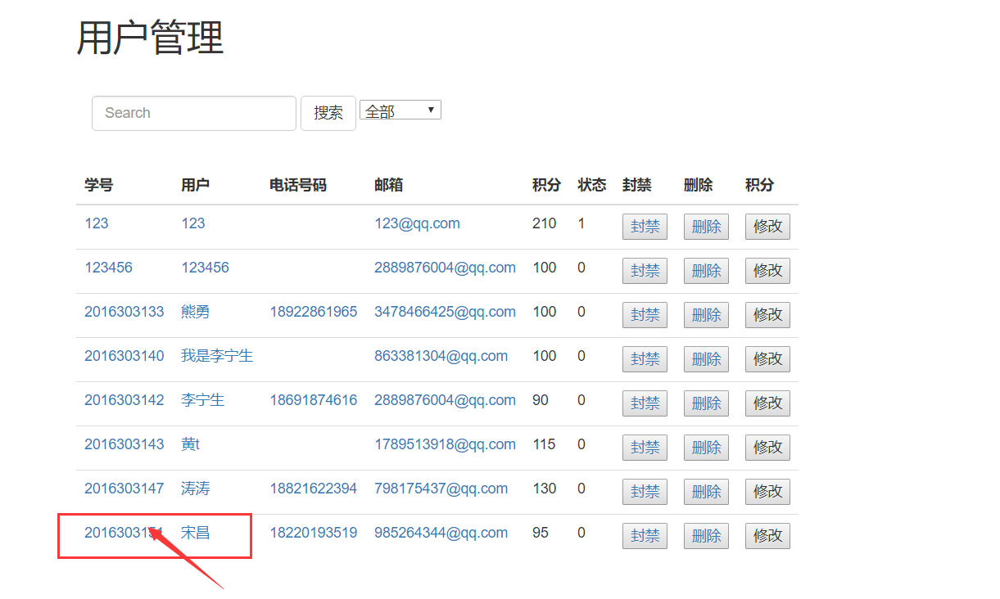 用户管理
Search 搜索 全部
学号 用户 电话号码 邮箱 积分 状态 封禁 删除 积分
123 123 123@qq.com 210 1 封禁 删除 修改
123456 123456 2889876004@qq.com 100 0 封禁 删除 修改
2016303133 熊勇 18922861965 3478466425@qq.com 100 0 封禁 删除 修改
2016303140 我是李宁生 863381304@qq.com 100 0 封禁 删除 修改
2016303142 李宁生 18691874616 2889876004@qq.com 90 0 封禁 删除 修改
2016303143 黄t 1789513918@qq.com 115 0 封禁 删除 修改
2016303147 涛涛 18821622394 798175437@qq.com 130 0 封禁 删除 修改
2016303151 宋昌 18220193519 985264344@qq.com 95 0 封禁 删除 修改